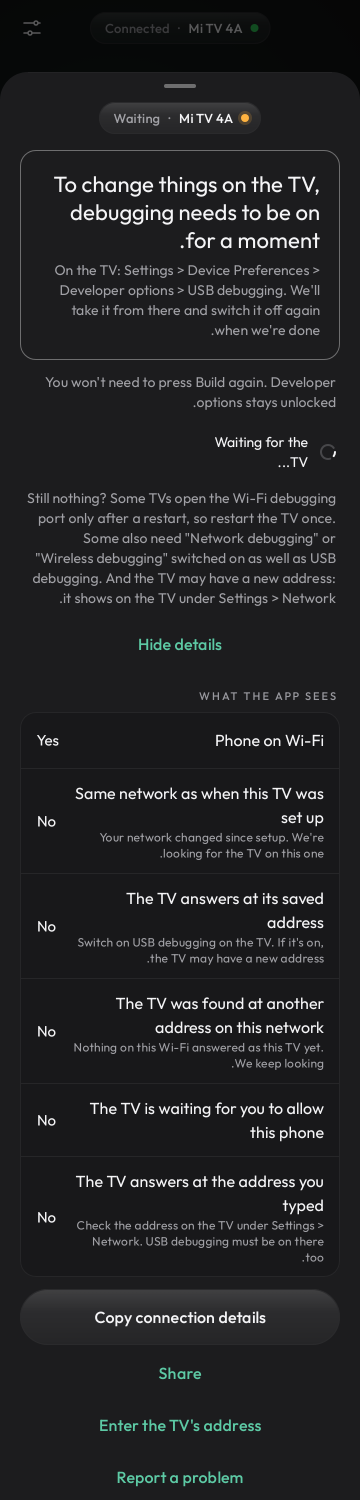 Connected · Mi TV 4A
Waiting · Mi TV 4A
To change things on the TV,
debugging needs to be on
.for a moment
On the TV: Settings > Device Preferences >
Developer options > USB debugging. We'll
take it from there and switch it off again
.when we're done
You won't need to press Build again. Developer
.options stays unlocked
Waiting for the
...TV
Still nothing? Some TVs open the Wi-Fi debugging
port only after a restart, so restart the TV once.
Some also need "Network debugging" or
"Wireless debugging" switched on as well as USB
debugging. And the TV may have a new address:
.it shows on the TV under Settings > Network
Hide details
WHAT THE APP SEES
Yes Phone on Wi-Fi
Same network as when this TV was
set up
No
Your network changed since setup. We're
.looking for the TV on this one
The TV answers at its saved
address
No
Switch on USB debugging on the TV. If it's on,
.the TV may have a new address
The TV was found at another
address on this network
No
Nothing on this Wi-Fi answered as this TV yet.
.We keep looking
The TV is waiting for you to allow
this phone
No
The TV answers at the address you
typed
No
Check the address on the TV under Settings >
Network. USB debugging must be on there
.too
Copy connection details
Share
Enter the TV's address
Report a problem